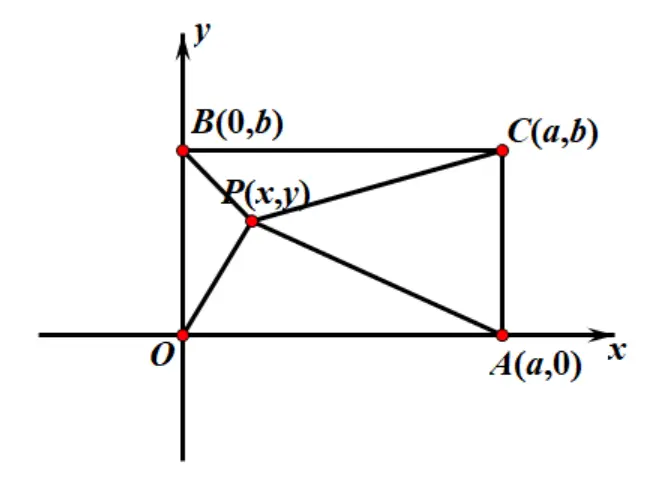 y
B(0,b)
C(a,b)
P(x,y)
O
A(a,0)
x